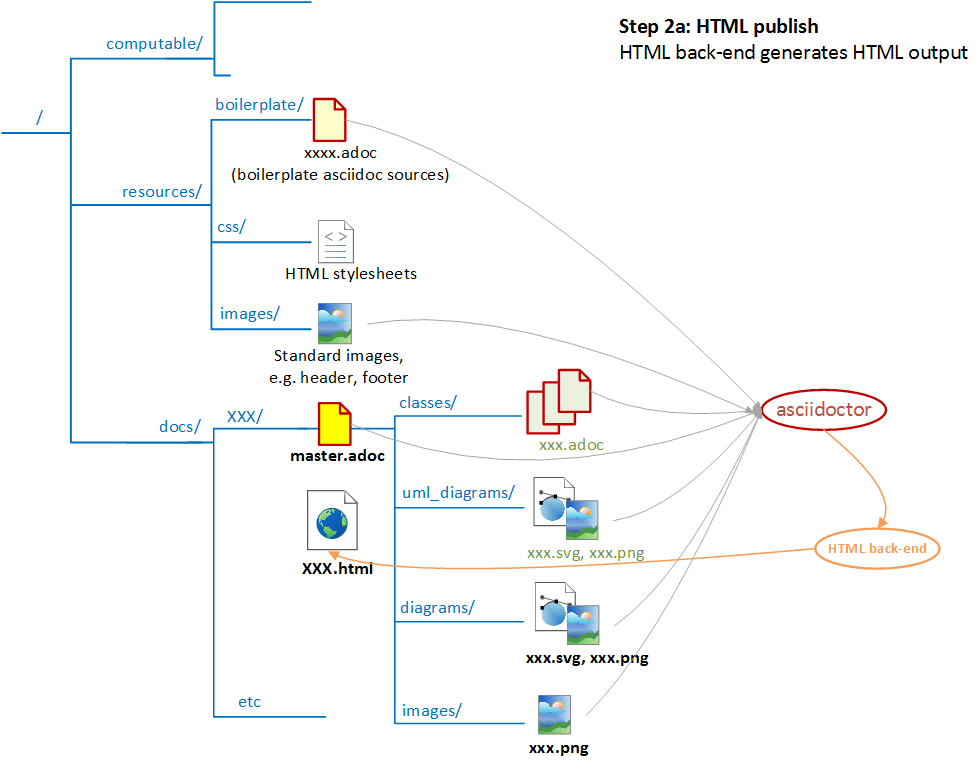 Step 2a: HTML publish
HTML back-end generates HTML output
computable/
/
boilerplate/
xxxx.adoc
(boilerplate asciidoc sources)
resources/
css/
<>
HTML stylesheets
images/
Standard images,
e.g. header, footer
docs/
XXX/
master.adoc
classes/
xxx.adoc
asciidoctor
uml_diagrams/
xxx.svg, xxx.png
HTML back-end
XXX.html
diagrams/
xxx.svg, xxx.png
etc
images/
xxx.png